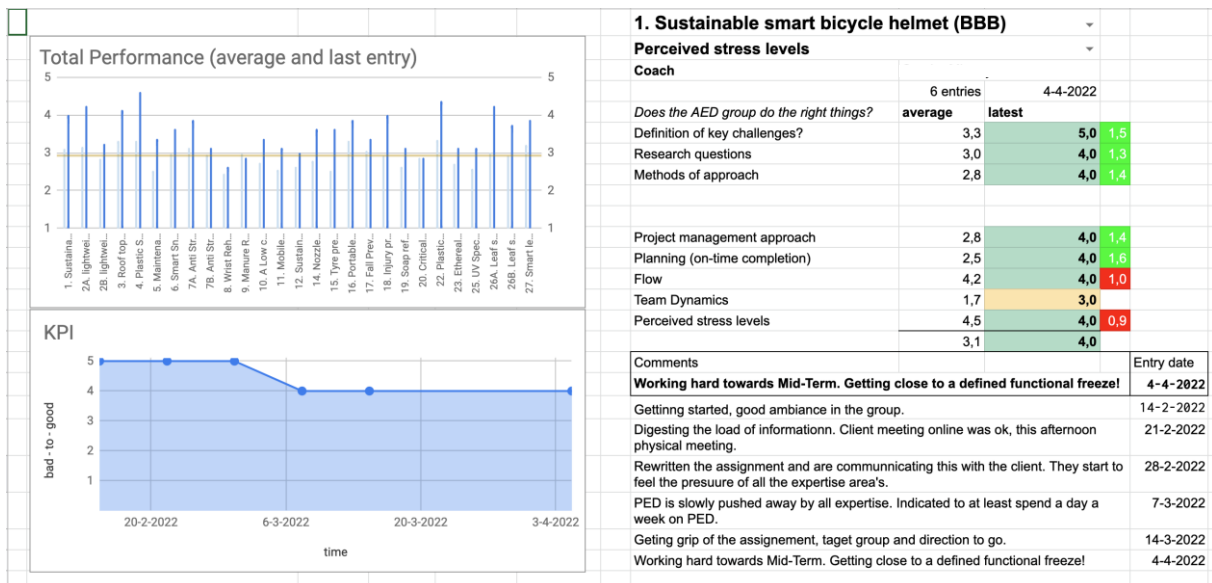 Total Performance (average and last entry)
5 5
4 4
3 3
2 2
1 1
1. Sustaina...
2A. lightwei...
2B. lightwei...
3. Roof top...
4. Plastic S...
5. Maintena...
6. Smart Sn...
7A. Anti Str...
7B. Anti Str...
8. Wrist Reh...
9. Manure R...
10. A Low c...
11. Mobile...
12. Sustain...
14. Nozzle...
15. Tyre pre...
16. Portable...
17. Fall Prev...
18. Injury pr...
19. Soap ref...
20. Critical...
22. Plastic...
23. Ethereal...
25. UV Spec...
26A. Leaf s...
26B. Leaf s...
27. Smart le...
KPI
bad - to - good
5
4
3
2
1
20-2-2022 6-3-2022 20-3-2022 3-4-2022
time
1. Sustainable smart bicycle helmet (BBB)
Perceived stress levels
Coach
6 entries 4-4-2022
Does the AED group do the right things? average latest
Definition of key challenges? 3,3 5,0 1,5
Research questions 3,0 4,0 1,3
Methods of approach 2,8 4,0 1,4
Project management approach 2,8 4,0 1,4
Planning (on-time completion) 2,5 4,0 1,6
Flow 4,2 4,0 1,0
Team Dynamics 1,7 3,0
Perceived stress levels 4,5 4,0 0,9
3,1 4,0
Comments Entry date
Working hard towards Mid-Term. Getting close to a defined functional freeze! 4-4-2022
Gettinng started, good ambiance in the group. 14-2-2022
Digesting the load of informationn. Client meeting online was ok, this afternoon 21-2-2022
physical meeting.
Rewritten the assignment and are communnicating this with the client. They start to 28-2-2022
feel the presuure of all the expertise area's.
PED is slowly pushed away by all expertise. Indicated to at least spend a day a 7-3-2022
week on PED.
Geting grip of the assignement, taget group and direction to go. 14-3-2022
Working hard towards Mid-Term. Getting close to a defined functional freeze! 4-4-2022